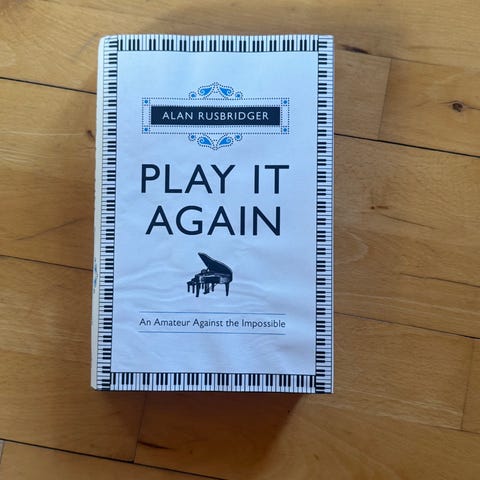 ALAN RUSBRIDGER
PLAY IT
AGAIN
An Amateur Against the Impossible